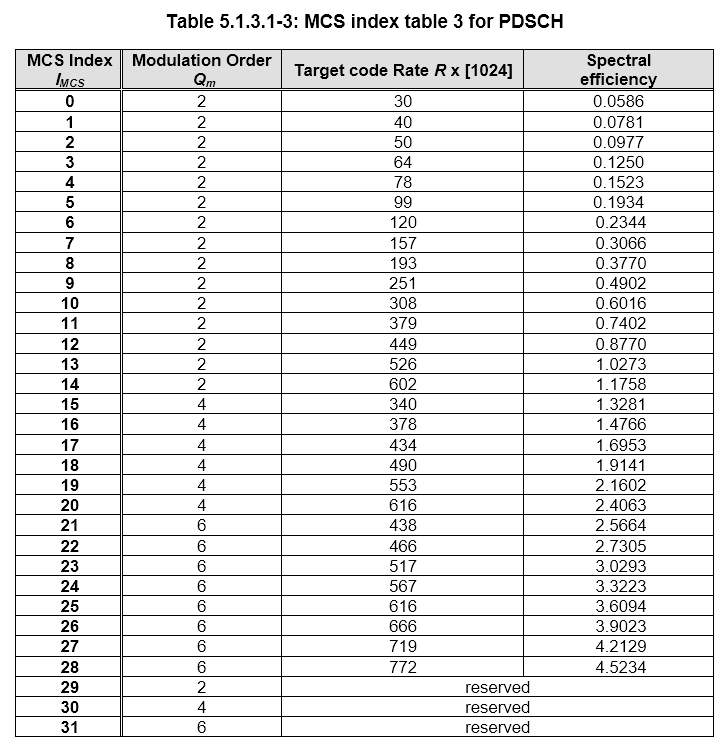 Table 5.1.3.1-3: MCS index table 3 for PDSCH
MCS Index Modulation Order Target code Rate R x [1024] Spectral
IMCS Qm efficiency
0 2 30 0.0586
1 2 40 0.0781
2 2 50 0.0977
3 2 64 0.1250
4 2 78 0.1523
5 2 99 0.1934
6 2 120 0.2344
7 2 157 0.3066
8 2 193 0.3770
9 2 251 0.4902
10 2 308 0.6016
11 2 379 0.7402
12 2 449 0.8770
13 2 526 1.0273
14 2 602 1.1758
15 4 340 1.3281
16 4 378 1.4766
17 4 434 1.6953
18 4 490 1.9141
19 4 553 2.1602
20 4 616 2.4063
21 6 438 2.5664
22 6 466 2.7305
23 6 517 3.0293
24 6 567 3.3223
25 6 616 3.6094
26 6 666 3.9023
27 6 719 4.2129
28 6 772 4.5234
29 2 reserved
30 4 reserved
31 6 reserved